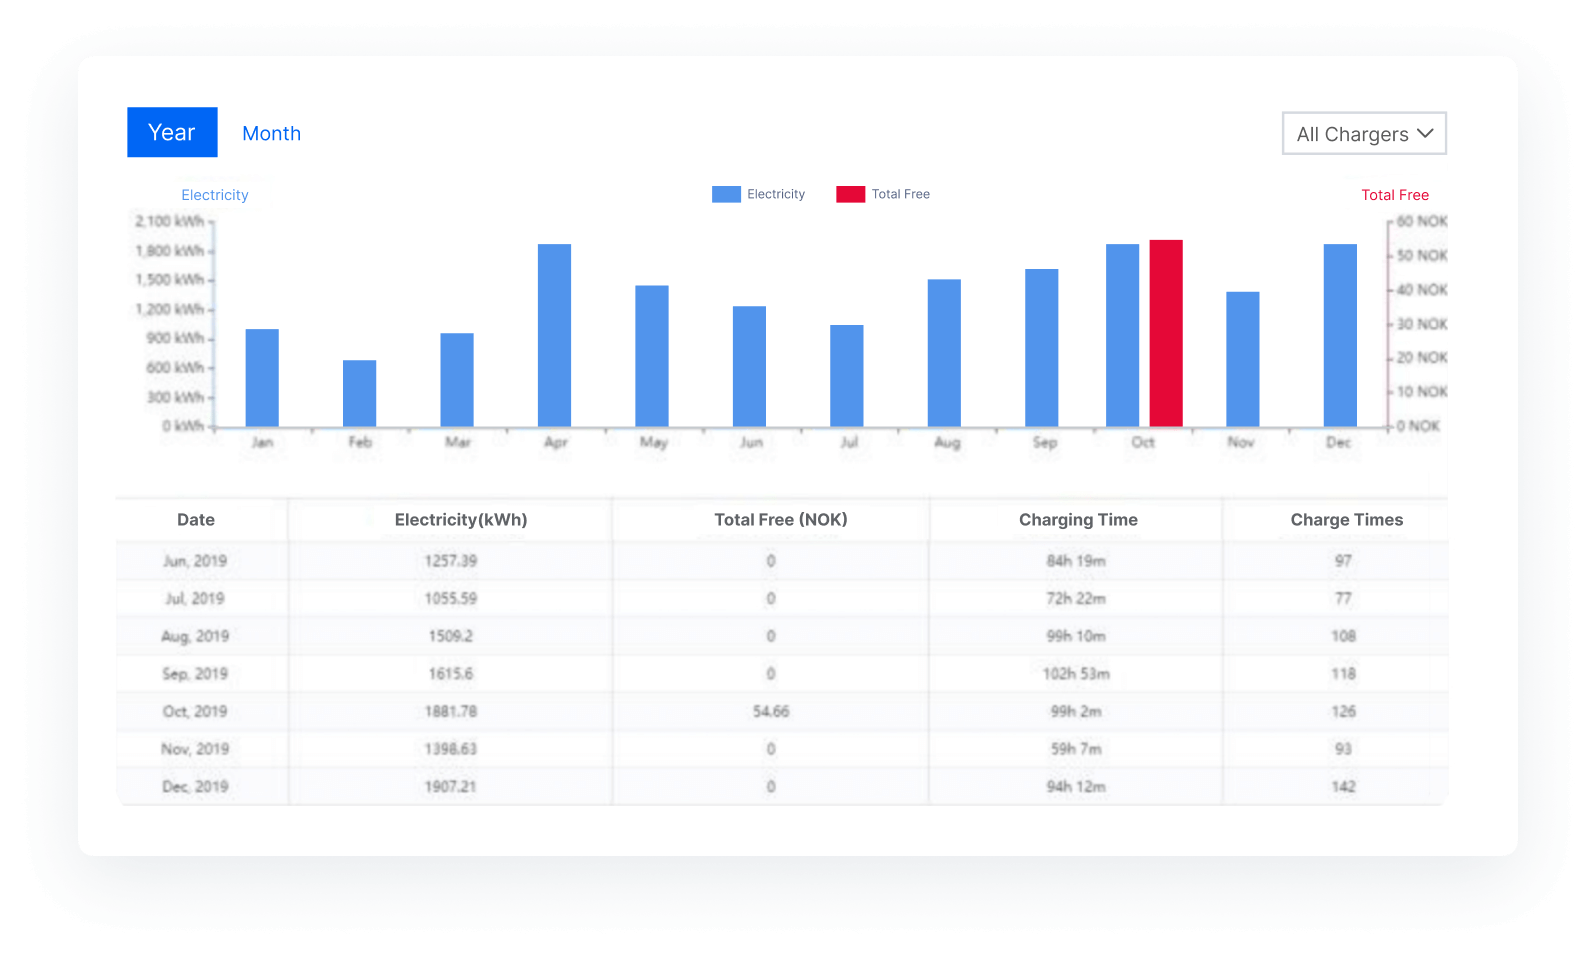 Year Month All Chargers
Electricity Electricity Total Free Total Free
2,100 kWh 60 NOK
1,800 kWh 50 NOK
1,500 kWh 40 NOK
1,200 kWh 30 NOK
900 kWh 20 NOK
600 kWh 10 NOK
300 kWh 0 NOK
0 kWh
Jan Feb Mar Apr May Jun Jul Aug Sep Oct Nov Dec
Date Electricity(kWh) Total Free (NOK) Charging Time Charge Times
Jun, 2019 1257.39 0 84h 19m 97
Jul, 2019 1055.59 0 72h 22m 77
Aug, 2019 1509.2 0 99h 10m 108
Sep, 2019 1615.6 0 102h 53m 118
Oct, 2019 1881.78 54.66 99h 2m 126
Nov, 2019 1398.63 0 59h 7m 93
Dec, 2019 1907.21 0 94h 12m 142